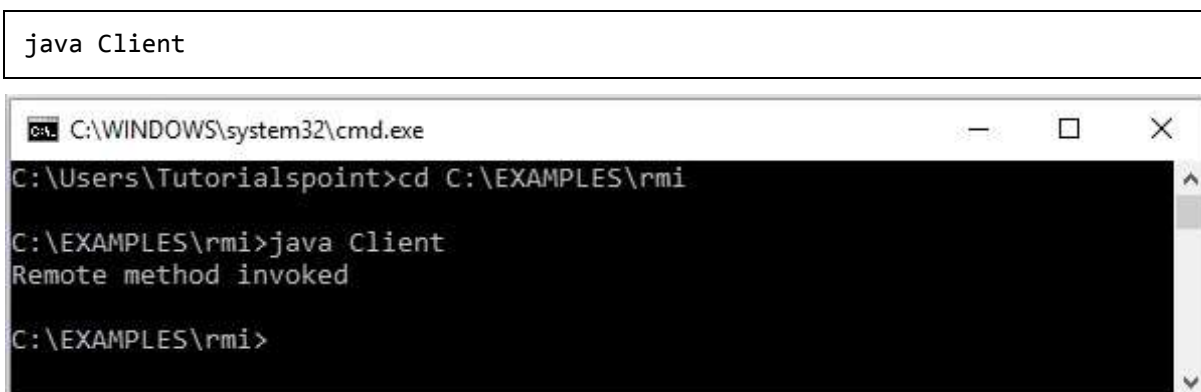 java Client
C:\WINDOWS\system32\cmd.exe
C:\Users\Tutorialspoint>cd C:\EXAMPLES\rmi
C:\EXAMPLES\rmi>java Client
Remote method invoked
C:\EXAMPLES\rmi>